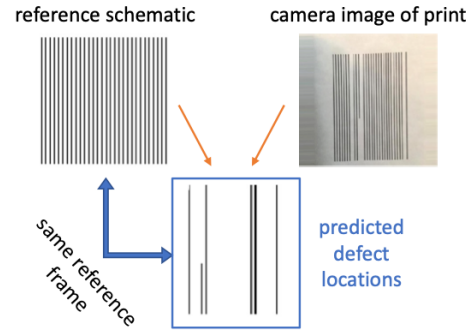 reference schematic
camera image of print
same reference
frame
predicted
defect
locations